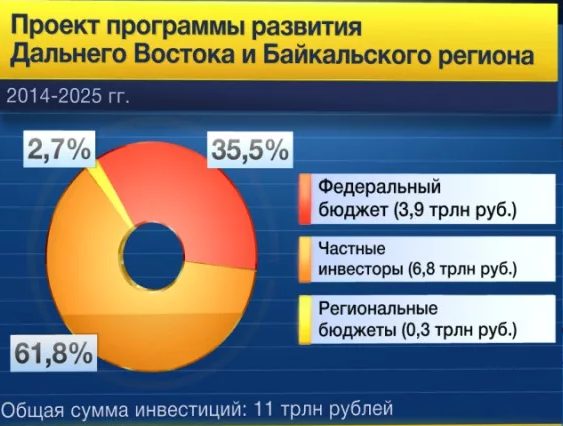 Проект программы развития
Дальнего Востока и Байкальского региона
2014-2025 гг.
2,7%
35,5%
Федеральный
бюджет (3,9 трлн руб.)
Частные
инвесторы (6,8 трлн руб.)
Региональные
бюджеты (0,3 трлн руб.)
61,8%
Общая сумма инвестиций: 11 трлн рублей